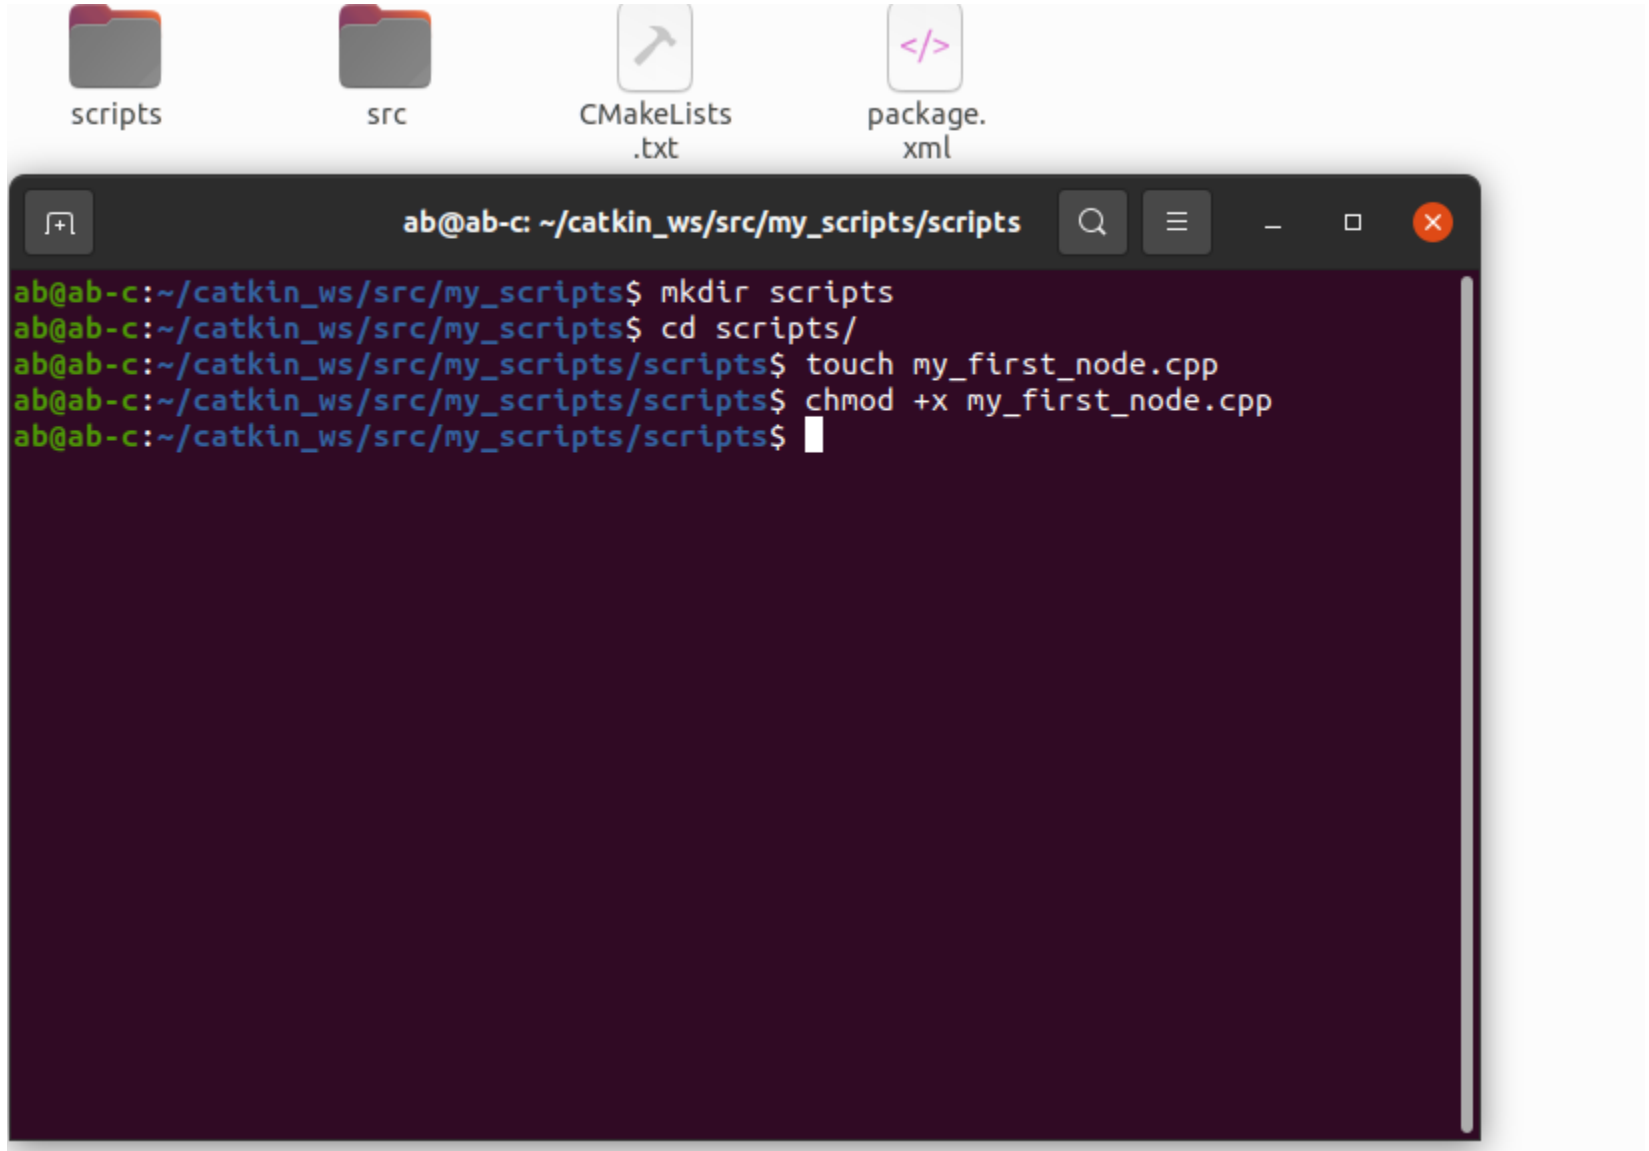 scripts
src
CMakeLists
.txt
package.
xml
</>
ab@ab-c: ~/catkin_ws/src/my_scripts/scripts
ab@ab-c:~/catkin_ws/src/my_scripts$ mkdir scripts
ab@ab-c:~/catkin_ws/src/my_scripts$ cd scripts/
ab@ab-c:~/catkin_ws/src/my_scripts/scripts$ touch my_first_node.cpp
ab@ab-c:~/catkin_ws/src/my_scripts/scripts$ chmod +x my_first_node.cpp
ab@ab-c:~/catkin_ws/src/my_scripts/scripts$